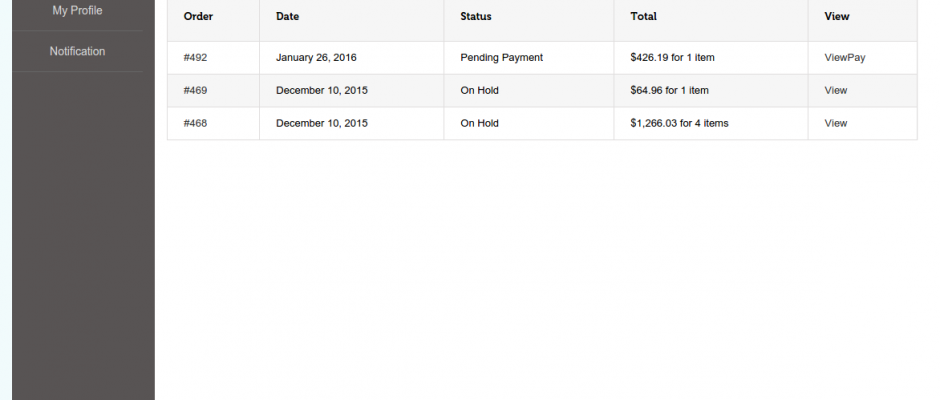 My Profile
Notification
Order Date Status Total View
#492 January 26, 2016 Pending Payment $426.19 for 1 item ViewPay
#469 December 10, 2015 On Hold $64.96 for 1 item View
#468 December 10, 2015 On Hold $1,266.03 for 4 items View